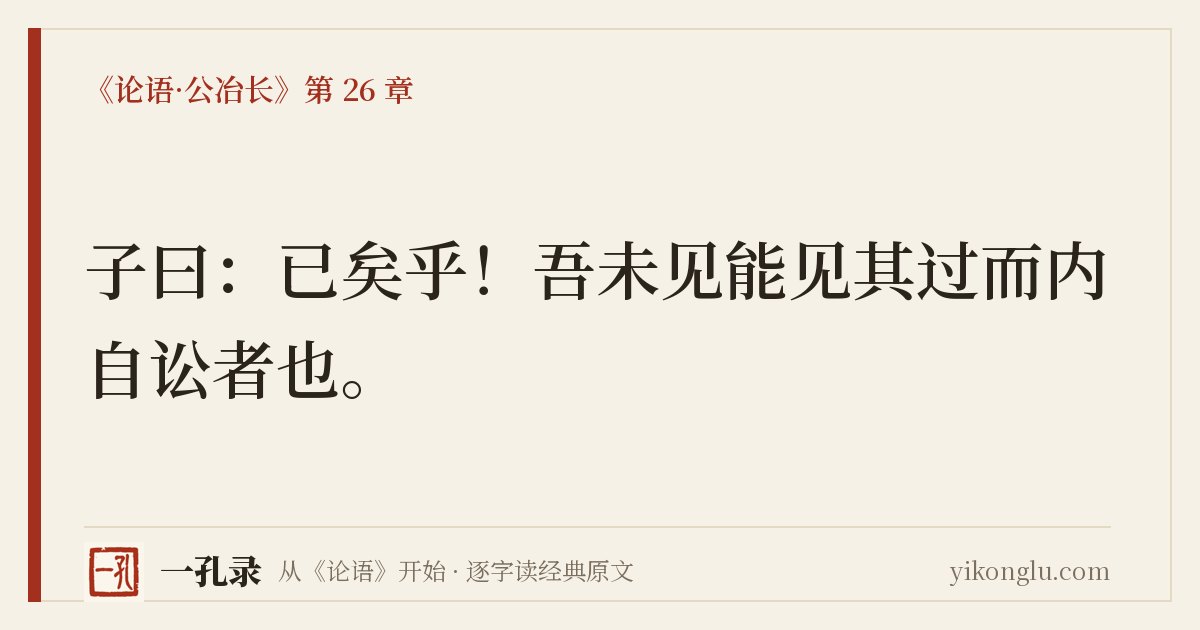 《论语·公冶长》第 26 章
子曰：已矣乎！吾未见能见其过而内
自讼者也。
一孔
一孔录 从《论语》开始 · 逐字读经典原文 yikonglu.com